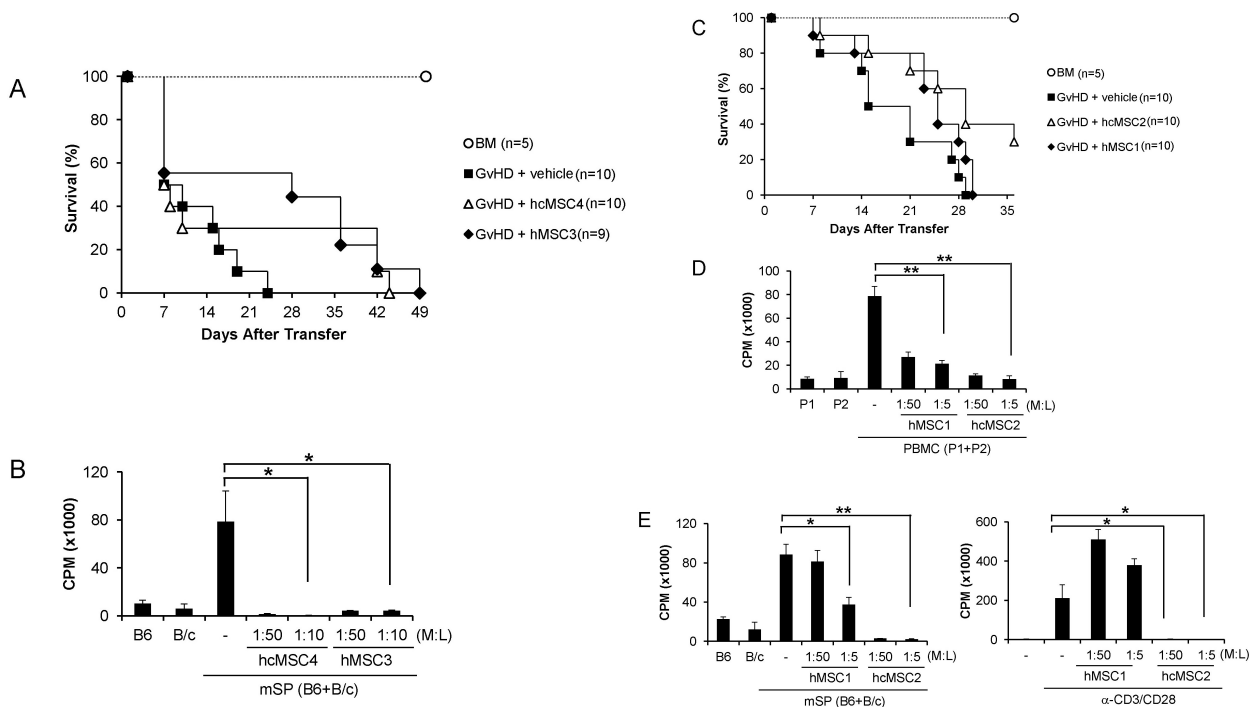 A
Survival (%)
100
80
60
40
20
0
0 7 14 21 28 35 42 49
Days After Transfer
BM (n=5)
GvHD + vehicle (n=10)
GvHD + hcMSC4 (n=10)
GvHD + hMSC3 (n=9)
B
CPM (x1000)
120
80
40
0
* *
B6 B/c - 1:50 1:10 1:50 1:10 (M:L)
hcMSC4 hMSC3
mSP (B6+B/c)
C
Survival (%)
100
80
60
40
20
0
0 7 14 21 28 35
Days After Transfer
BM (n=5)
GvHD + vehicle (n=10)
GvHD + hcMSC2 (n=10)
GvHD + hMSC1 (n=10)
D
CPM (x1000)
100
80
60
40
20
0
**
**
P1 P2 - 1:50 1:5 1:50 1:5 (M:L)
hMSC1 hcMSC2
PBMC (P1+P2)
E
CPM (x1000)
120
80
40
0
**
*
B6 B/c - 1:50 1:5 1:50 1:5 (M:L)
hMSC1 hcMSC2
mSP (B6+B/c)
CPM (x1000)
600
400
200
0
*
*
- - 1:50 1:5 1:50 1:5 (M:L)
hMSC1 hcMSC2
α-CD3/CD28